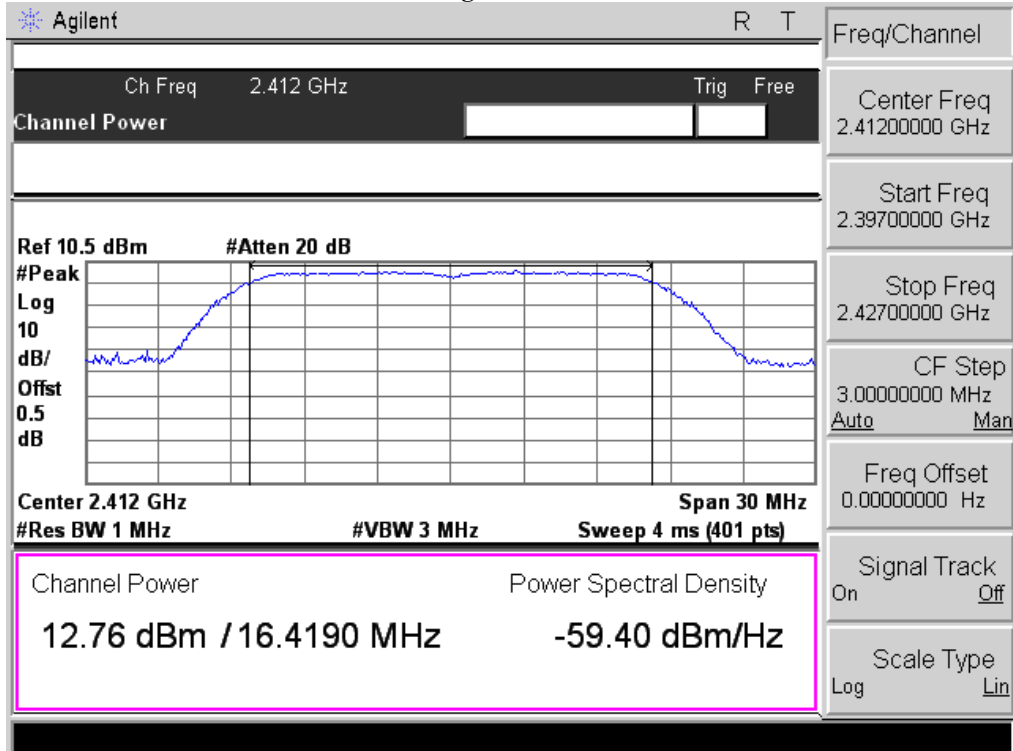 Agilent R T
Ch Freq 2.412 GHz Trig Free
Channel Power
Ref 10.5 dBm #Atten 20 dB
#Peak
Log
10
dB/
Offst
0.5
dB
Center 2.412 GHz Span 30 MHz
#Res BW 1 MHz #VBW 3 MHz Sweep 4 ms (401 pts)
Channel Power Power Spectral Density
12.76 dBm / 16.4190 MHz -59.40 dBm/Hz
Freq/Channel
Center Freq
2.41200000 GHz
Start Freq
2.39700000 GHz
Stop Freq
2.42700000 GHz
CF Step
3.00000000 MHz
Auto Man
Freq Offset
0.00000000 Hz
Signal Track
On Off
Scale Type
Log Lin